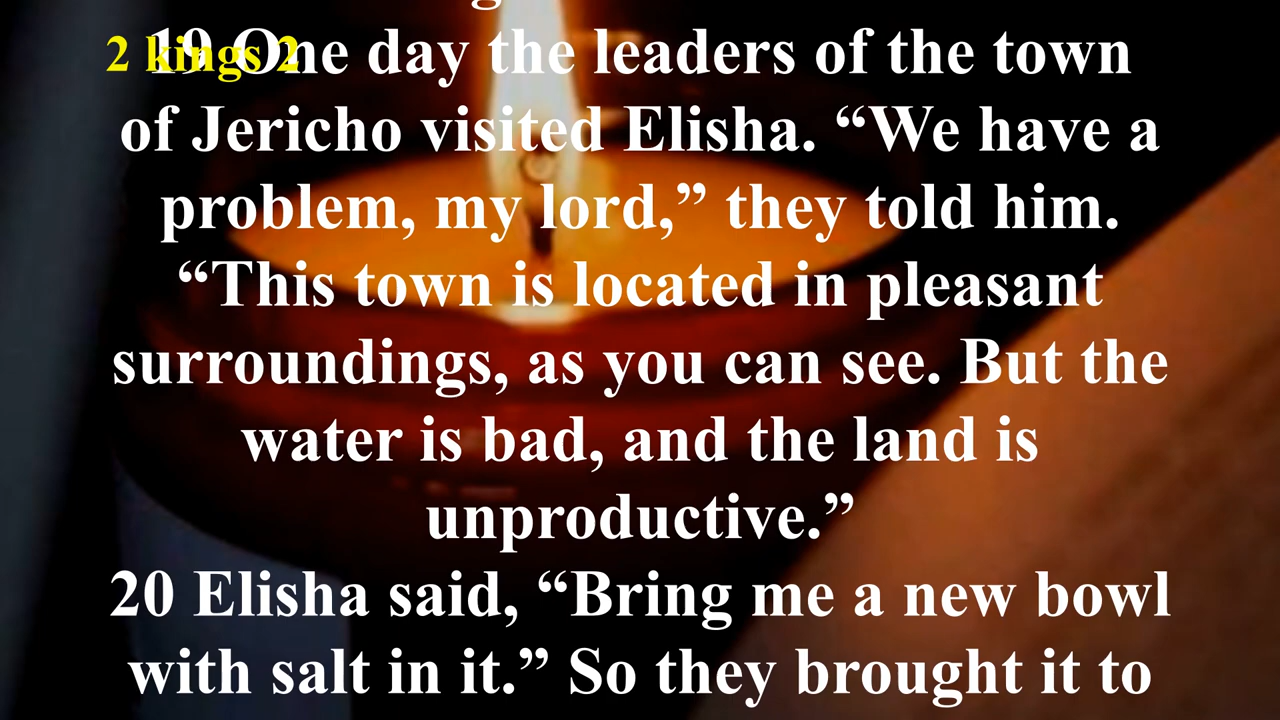 2 kings 2
19 One day the leaders of the town
of Jericho visited Elisha. “We have a
problem, my lord,” they told him.
“This town is located in pleasant
surroundings, as you can see. But the
water is bad, and the land is
unproductive.”
20 Elisha said, “Bring me a new bowl
with salt in it.” So they brought it to